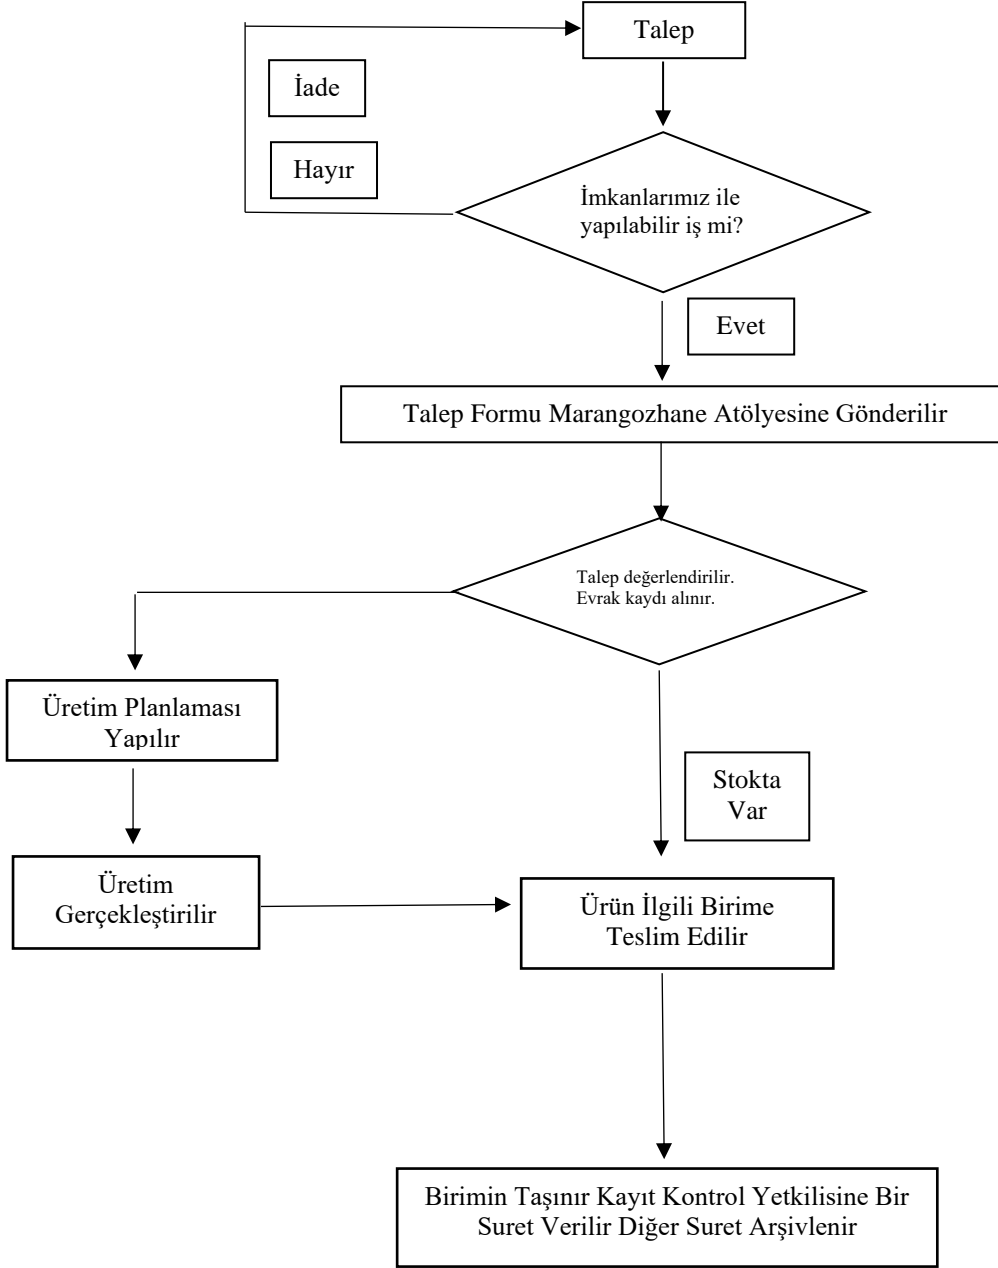 Talep
İade
Hayır
İmkanlarımız ile
yapılabilir iş mi?
Evet
Talep Formu Marangozhane Atölyesine Gönderilir
Talep değerlendirilir.
Evrak kaydı alınır.
Üretim Planlaması
Yapılır
Stokta
Var
Üretim
Gerçekleştirilir
Ürün İlgili Birime
Teslim Edilir
Birimin Taşınır Kayıt Kontrol Yetkilisine Bir
Suret Verilir Diğer Suret Arşivlenir